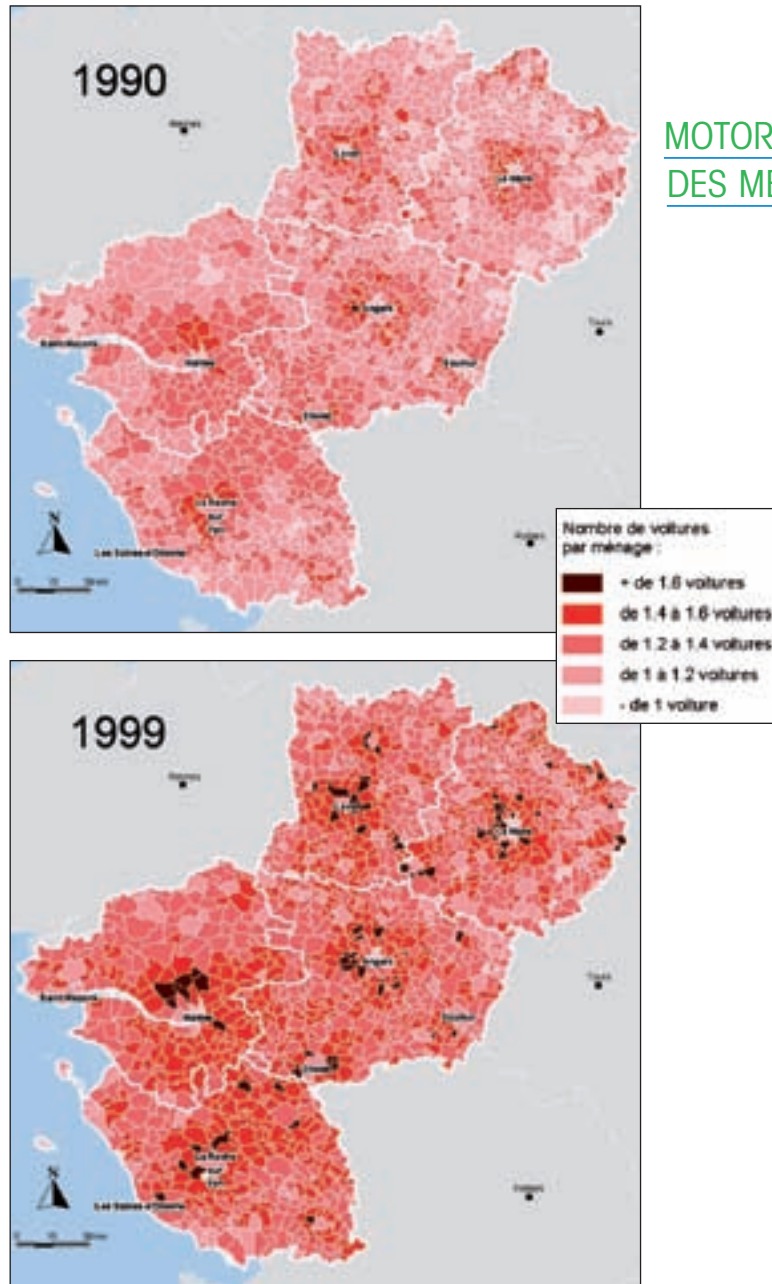 1990
Rennes
Laval
Le Mans
Angers
Tours
Saint-Nazaire
Nantes
Saumur
Cholet
La Roche
sur
Yon
Les Sables d'Olonne
N
MOTOR
DES MÉ
Nombre de voitures
par ménage :
+ de 1.6 voitures
de 1.4 à 1.6 voitures
de 1.2 à 1.4 voitures
de 1 à 1.2 voitures
- de 1 voiture
1999
Rennes
Laval
Le Mans
Angers
Tours
Saint-Nazaire
Nantes
Saumur
Cholet
La Roche
sur
Yon
Les Sables d'Olonne
N